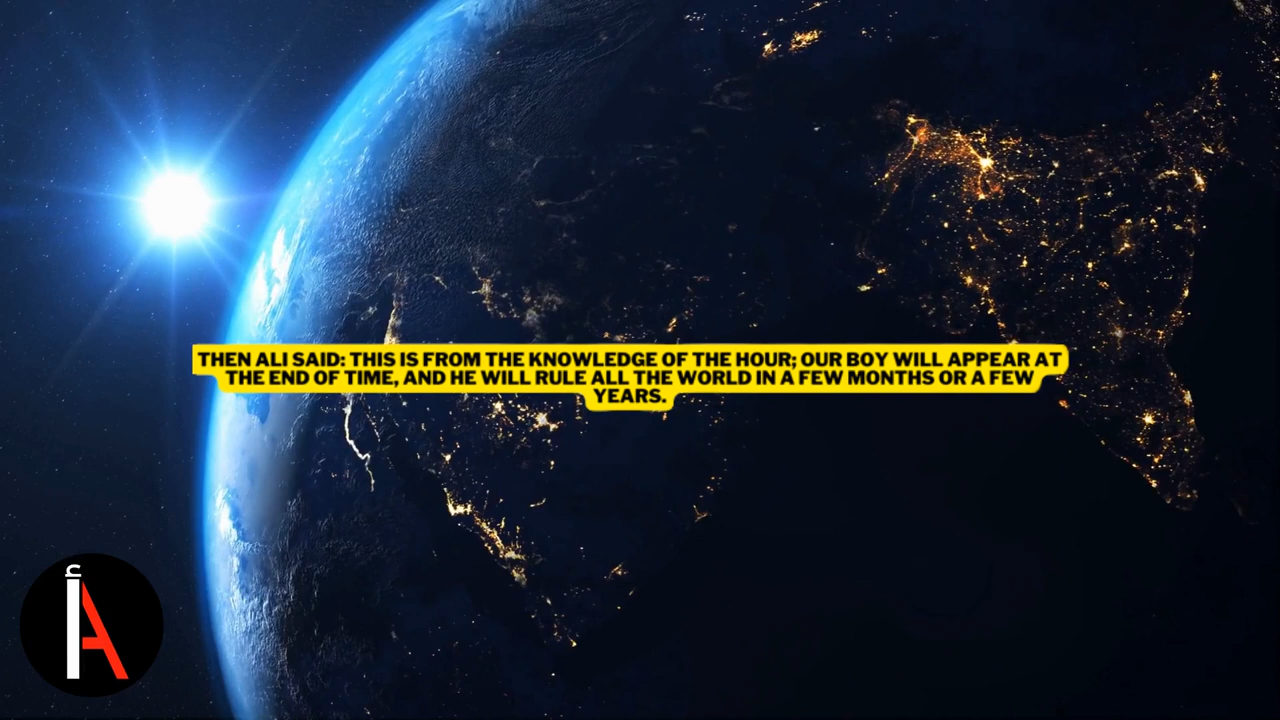 THEN ALI SAID: THIS IS FROM THE KNOWLEDGE OF THE HOUR; OUR BOY WILL APPEAR AT
THE END OF TIME, AND HE WILL RULE ALL THE WORLD IN A FEW MONTHS OR A FEW
YEARS.
أA